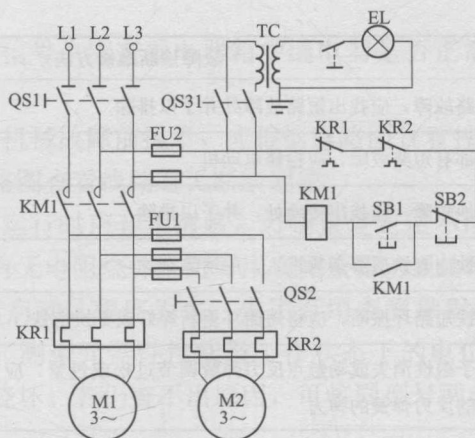 L1 L2 L3
TC
EL
QS1
QS31
FU2
KR1 KR2
KM1
KM1
FU1
SB1 SB2
KM1
QS2
KR1
KR2
M1
3~
M2
3~